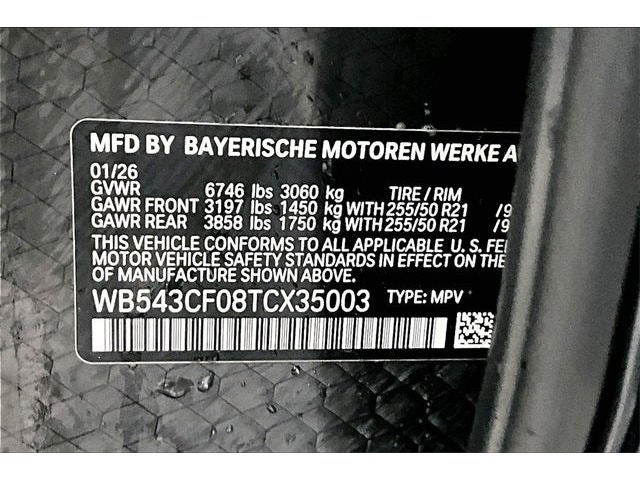 MFD BY BAYERISCHE MOTOREN WERKE A
01/26
GVWR 6746 lbs 3060 kg TIRE / RIM
GAWR FRONT 3197 lbs 1450 kg WITH 255/50 R21 /9
GAWR REAR 3858 lbs 1750 kg WITH 255/50 R21 /9
THIS VEHICLE CONFORMS TO ALL APPLICABLE U. S. FE
MOTOR VEHICLE SAFETY STANDARDS IN EFFECT ON THE D
OF MANUFACTURE SHOWN ABOVE.
WB543CF08TCX35003 TYPE: MPV